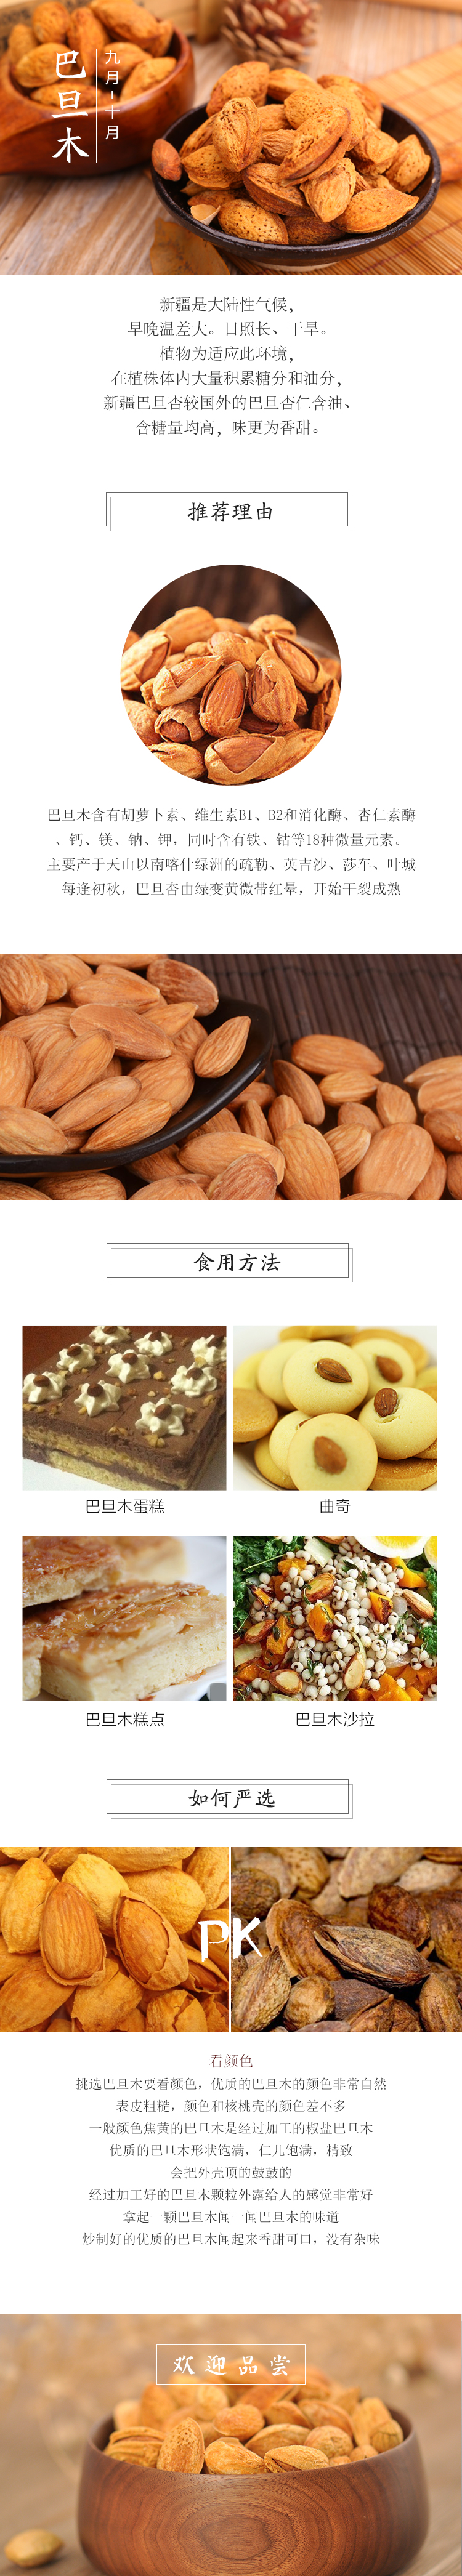 巴旦木
九月-十月
新疆是大陆性气候，
早晚温差大。日照长、干旱。
植物为适应此环境，
在植株体内大量积累糖分和油分，
新疆巴旦杏较国外的巴旦杏仁含油、
含糖量均高，味更为香甜。
推荐理由
巴旦木含有胡萝卜素、维生素B1、B2和消化酶、杏仁素酶
、钙、镁、钠、钾，同时含有铁、钴等18种微量元素。
主要产于天山以南喀什绿洲的疏勒、英吉沙、莎车、叶城
每逢初秋，巴旦杏由绿变黄微带红晕，开始干裂成熟
食用方法
巴旦木蛋糕
曲奇
巴旦木糕点
巴旦木沙拉
如何严选
PK
看颜色
挑选巴旦木要看颜色，优质的巴旦木的颜色非常自然
表皮粗糙，颜色和核桃壳的颜色差不多
一般颜色焦黄的巴旦木是经过加工的椒盐巴旦木
优质的巴旦木形状饱满，仁儿饱满，精致
会把外壳顶的鼓鼓的
经过加工好的巴旦木颗粒外露给人的感觉非常好
拿起一颗巴旦木闻一闻巴旦木的味道
炒制好的优质的巴旦木闻起来香甜可口，没有杂味
欢迎品尝